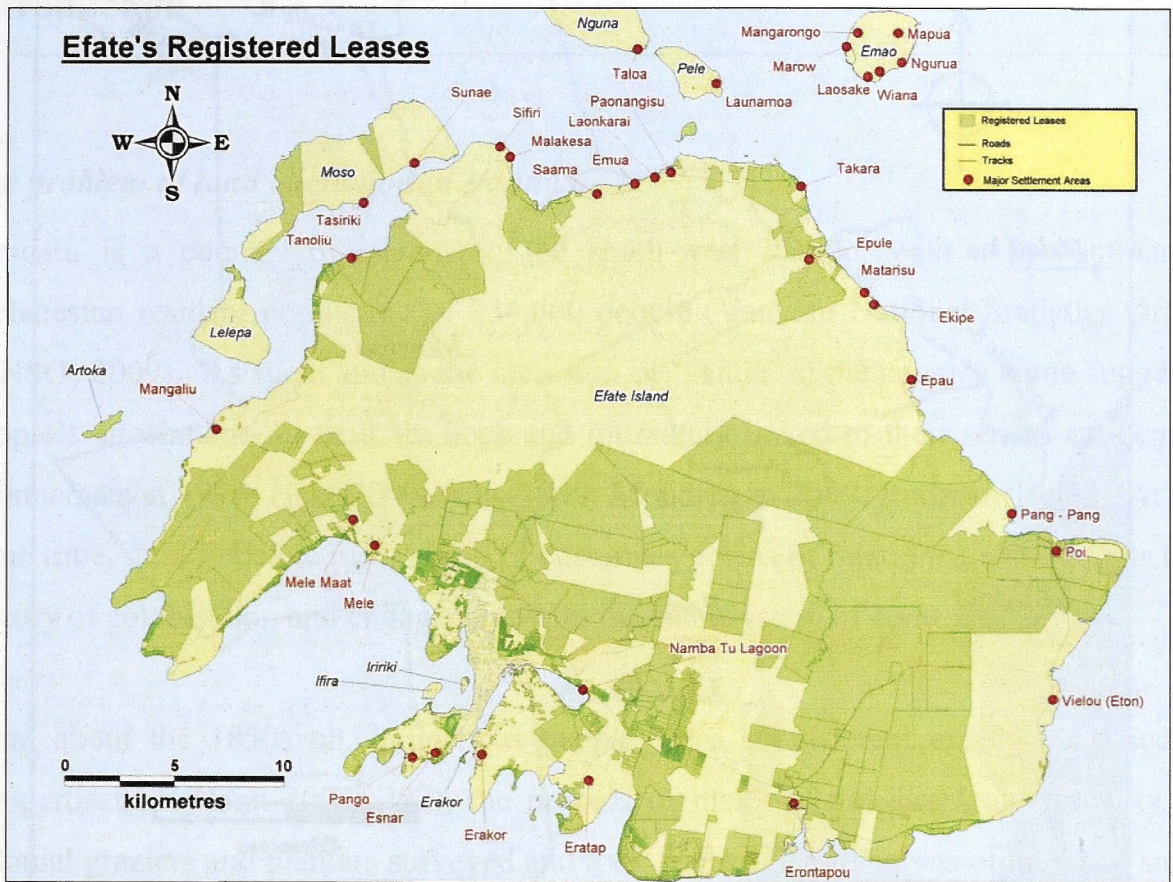 Efate's Registered Leases
N
W E
S
Nguna
Taloa
Pele
Launamoa
Mangarongo
Mapua
Emao
Marow
Ngurua
Laosake
Wiana
Registered Leases
Roads
Tracks
Major Settlement Areas
Sunae
Sifiri
Malakesa
Saama
Paonangisu
Laonkarai
Emua
Takara
Moso
Tasiriki
Tanoliu
Epule
Matarisu
Ekipe
Lelepa
Artoka
Mangaliu
Efate Island
Epau
Pang - Pang
Poi
Mele Maat
Mele
Namba Tu Lagoon
Iririki
Ifira
Vielou (Eton)
0 5 10
kilometres
Pango
Esnar
Erakor
Erakor
Eratap
Erontapou